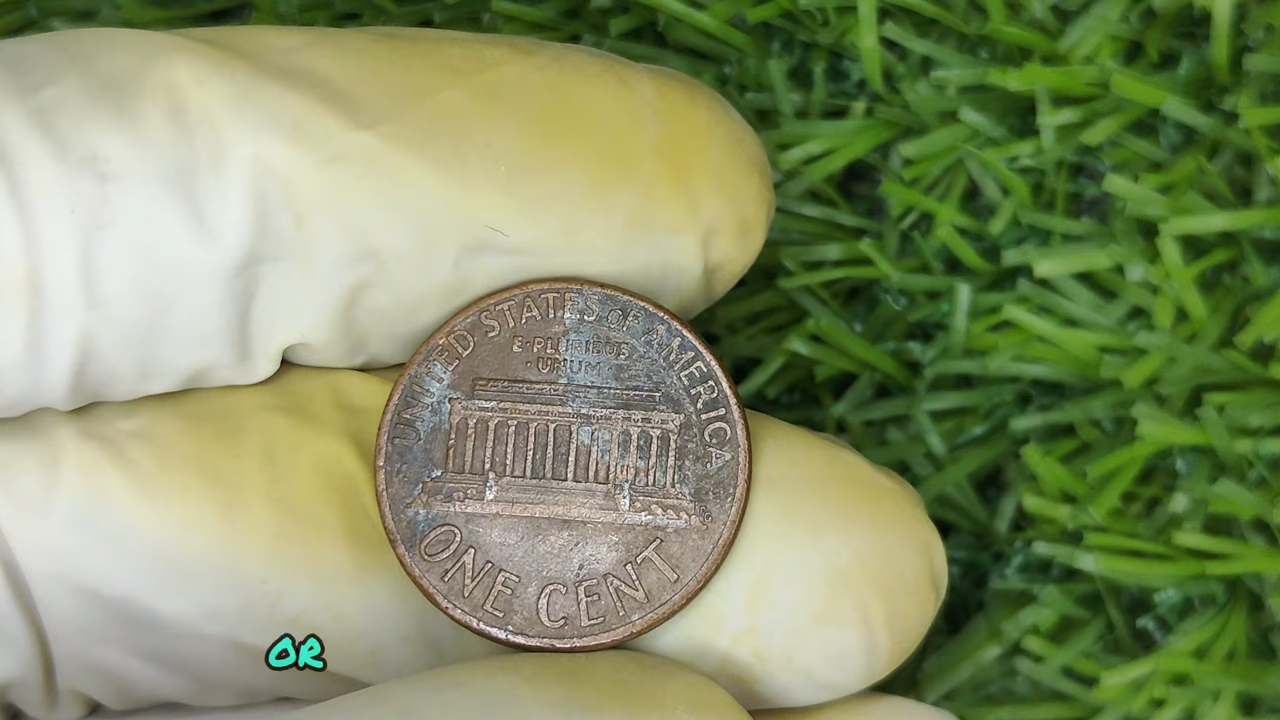 UNITED STATES OF AMERICA
E·PLURIBUS
·UNUM·
ONE CENT
OR